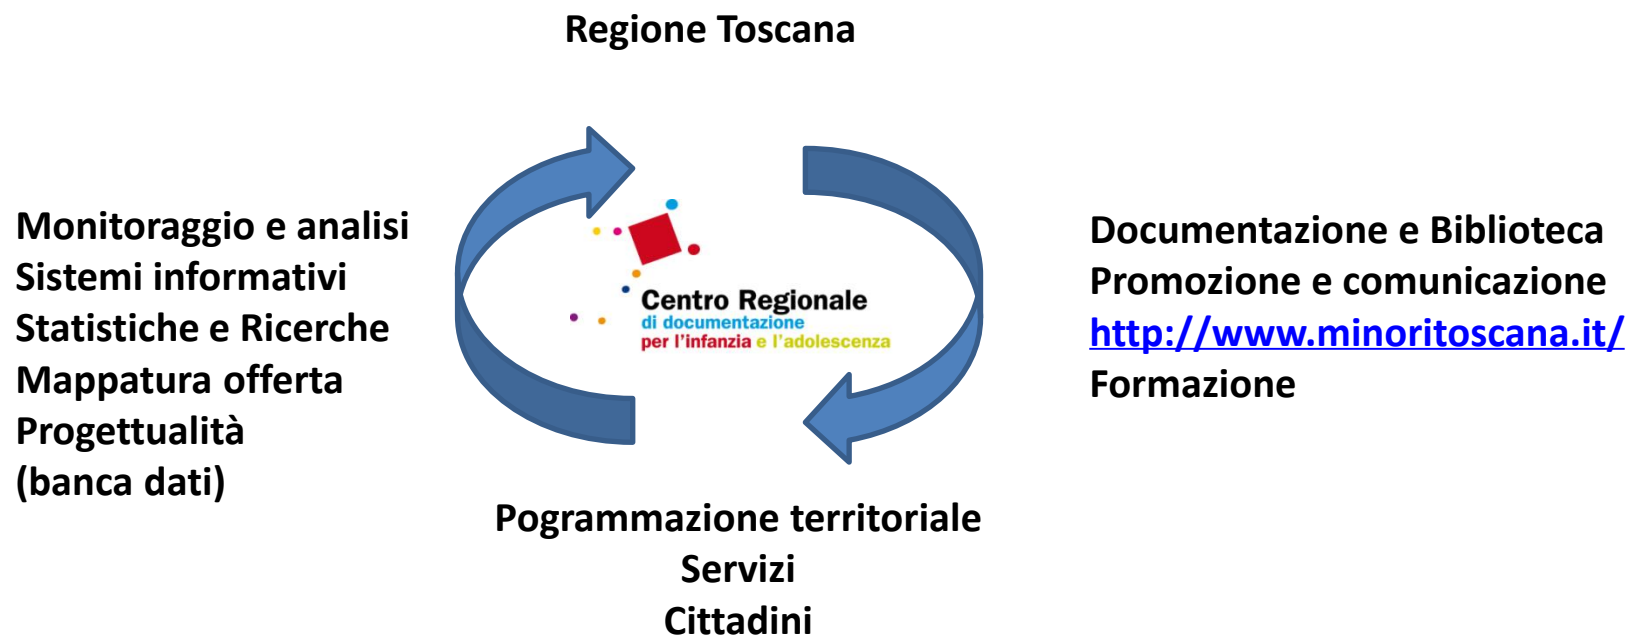 Regione Toscana
Monitoraggio e analisi
Sistemi informativi
Statistiche e Ricerche
Mappatura offerta
Progettualità
(banca dati)
Centro Regionale
di documentazione
per l'infanzia e l'adolescenza
Documentazione e Biblioteca
Promozione e comunicazione
http://www.minoritoscana.it/
Formazione
Pogrammazione territoriale
Servizi
Cittadini